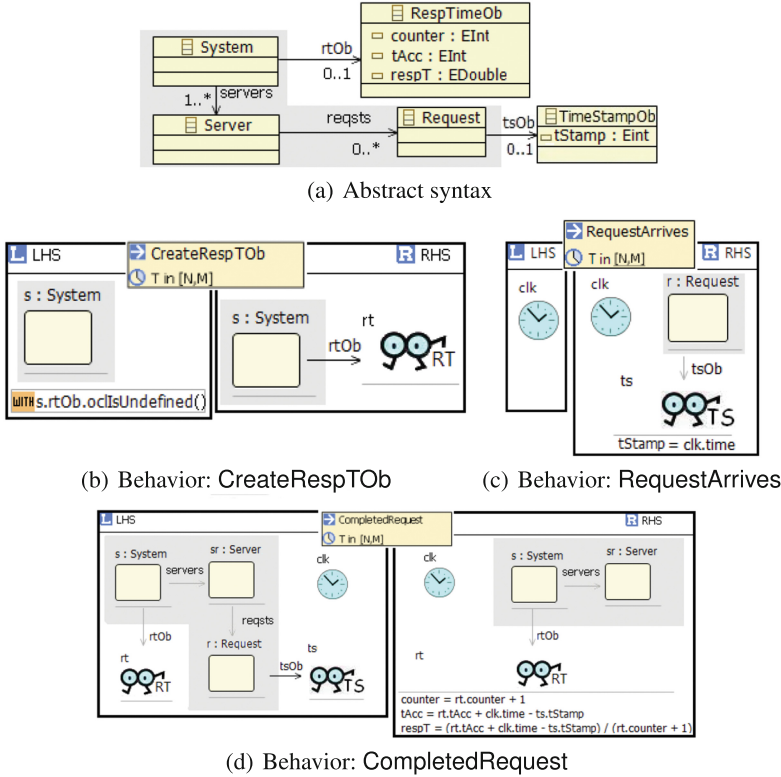 System
rtOb
0..1
RespTimeOb
counter : EInt
tAcc : EInt
respT : EDouble
1..*
servers
Server
reqsts
0..*
Request
tsOb
0..1
TimeStampOb
tStamp : Eint
(a) Abstract syntax
L LHS
CreateRespTOb
T in [N,M]
R RHS
s : System
WITH s.rtOb.oclIsUndefined()
s : System
rtOb
rt
RT
(b) Behavior: CreateRespTOb
L LHS
RequestArrives
T in [N,M]
R RHS
clk
clk
r : Request
tsOb
ts
TS
tStamp = clk.time
(c) Behavior: RequestArrives
L LHS
CompletedRequest
T in [N,M]
R RHS
s : System
servers
sr : Server
clk
rtOb
reqsts
rt
RT
r : Request
tsOb
ts
TS
clk
s : System
servers
sr : Server
rtOb
rt
RT
counter = rt.counter + 1
tAcc = rt.tAcc + clk.time - ts.tStamp
respT = (rt.tAcc + clk.time - ts.tStamp) / (rt.counter + 1)
(d) Behavior: CompletedRequest